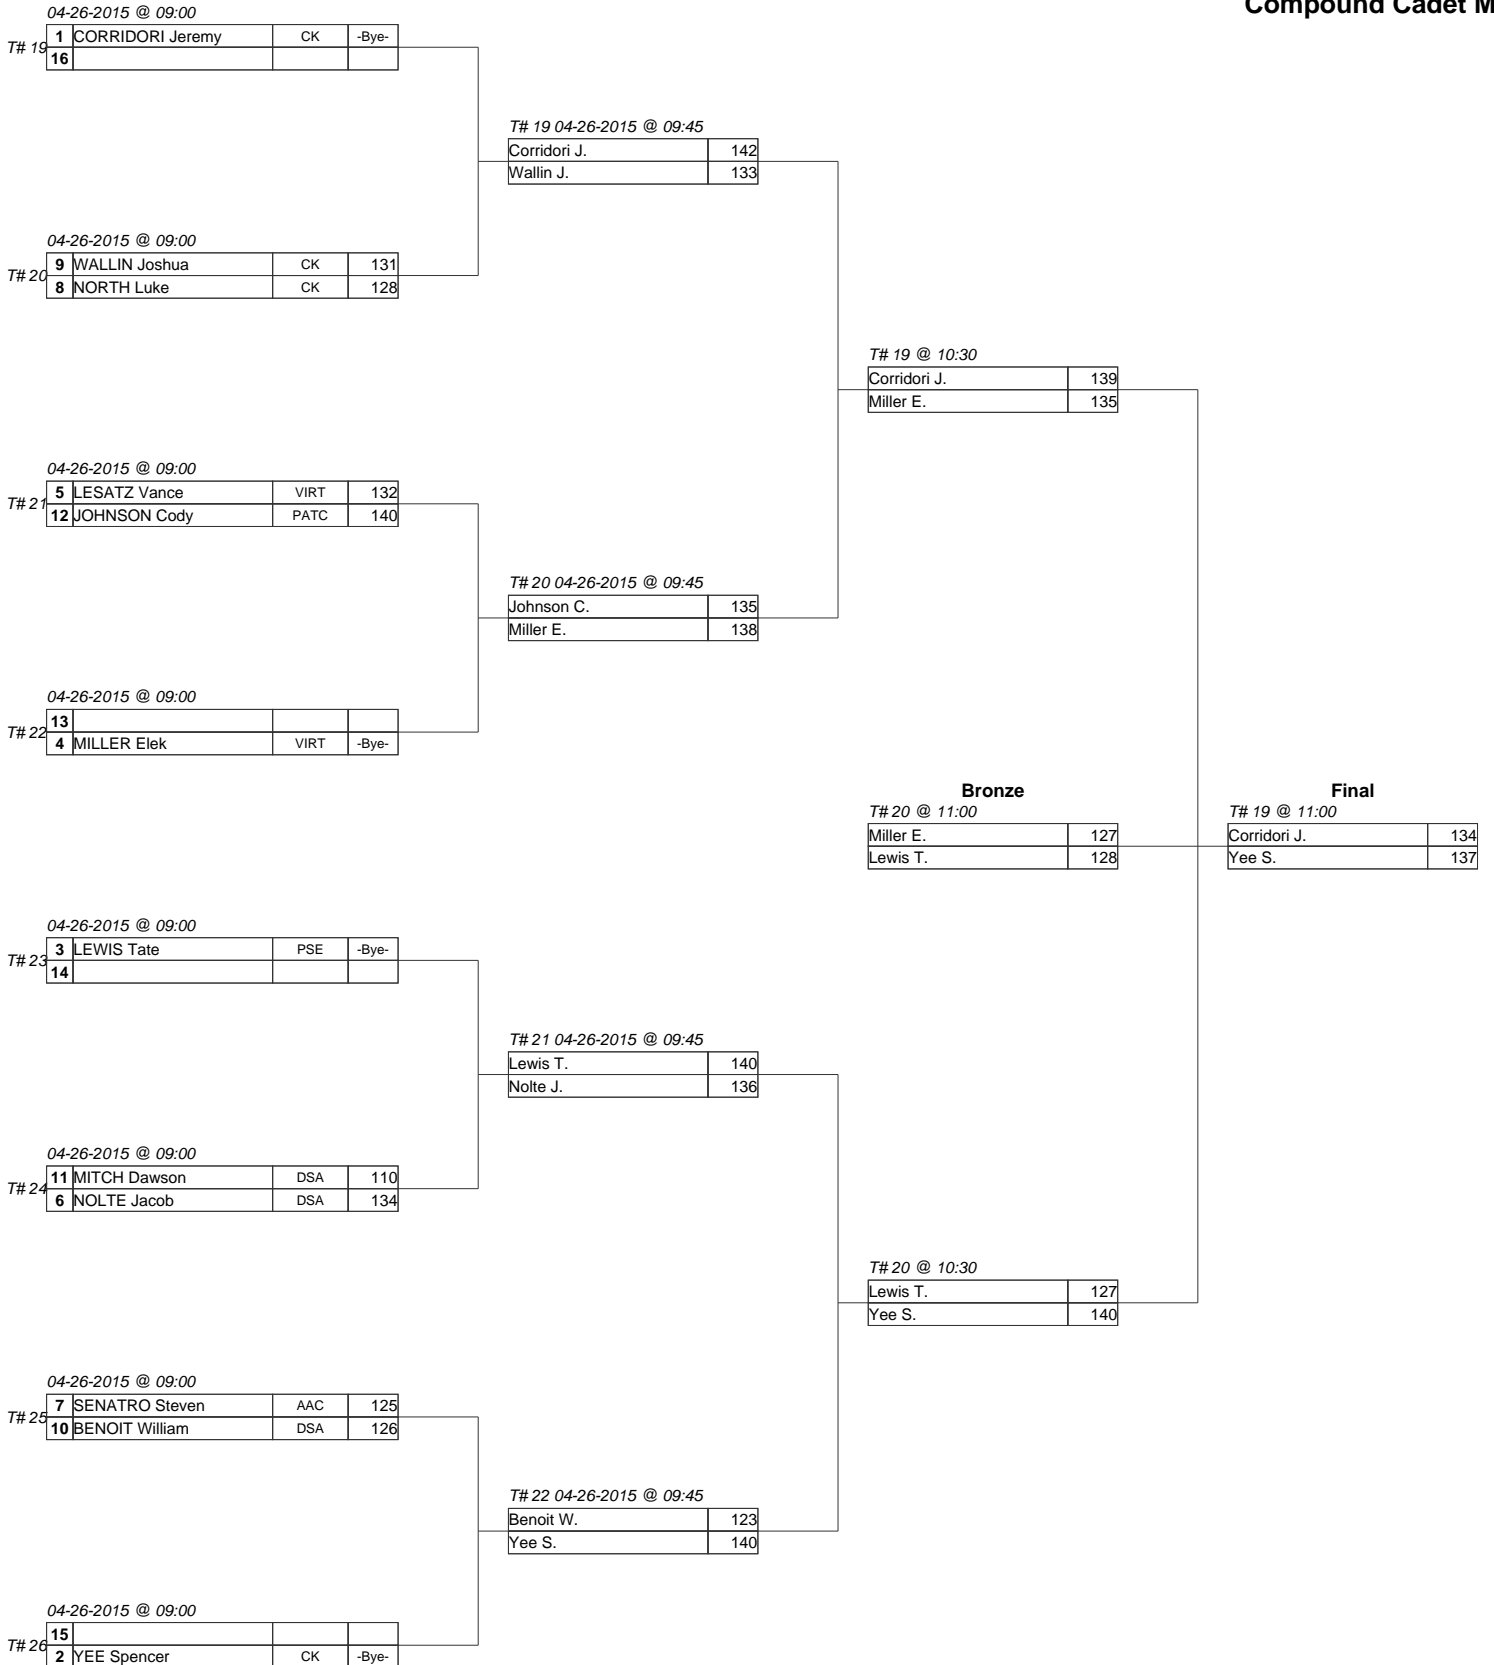 Compound Cadet M
04-26-2015 @ 09:00
T# 19
1 CORRIDORI Jeremy CK -Bye-
16
T# 19 04-26-2015 @ 09:45
Corridori J. 142
Wallin J. 133
04-26-2015 @ 09:00
T# 20
9 WALLIN Joshua CK 131
8 NORTH Luke CK 128
T# 19 @ 10:30
Corridori J. 139
Miller E. 135
04-26-2015 @ 09:00
T# 21
5 LESATZ Vance VIRT 132
12 JOHNSON Cody PATC 140
T# 20 04-26-2015 @ 09:45
Johnson C. 135
Miller E. 138
04-26-2015 @ 09:00
T# 22
13
4 MILLER Elek VIRT -Bye-
Bronze
T# 20 @ 11:00
Miller E. 127
Lewis T. 128
Final
T# 19 @ 11:00
Corridori J. 134
Yee S. 137
04-26-2015 @ 09:00
T# 23
3 LEWIS Tate PSE -Bye-
14
T# 21 04-26-2015 @ 09:45
Lewis T. 140
Nolte J. 136
04-26-2015 @ 09:00
T# 24
11 MITCH Dawson DSA 110
6 NOLTE Jacob DSA 134
T# 20 @ 10:30
Lewis T. 127
Yee S. 140
04-26-2015 @ 09:00
T# 25
7 SENATRO Steven AAC 125
10 BENOIT William DSA 126
T# 22 04-26-2015 @ 09:45
Benoit W. 123
Yee S. 140
04-26-2015 @ 09:00
T# 26
15
2 YEE Spencer CK -Bye-